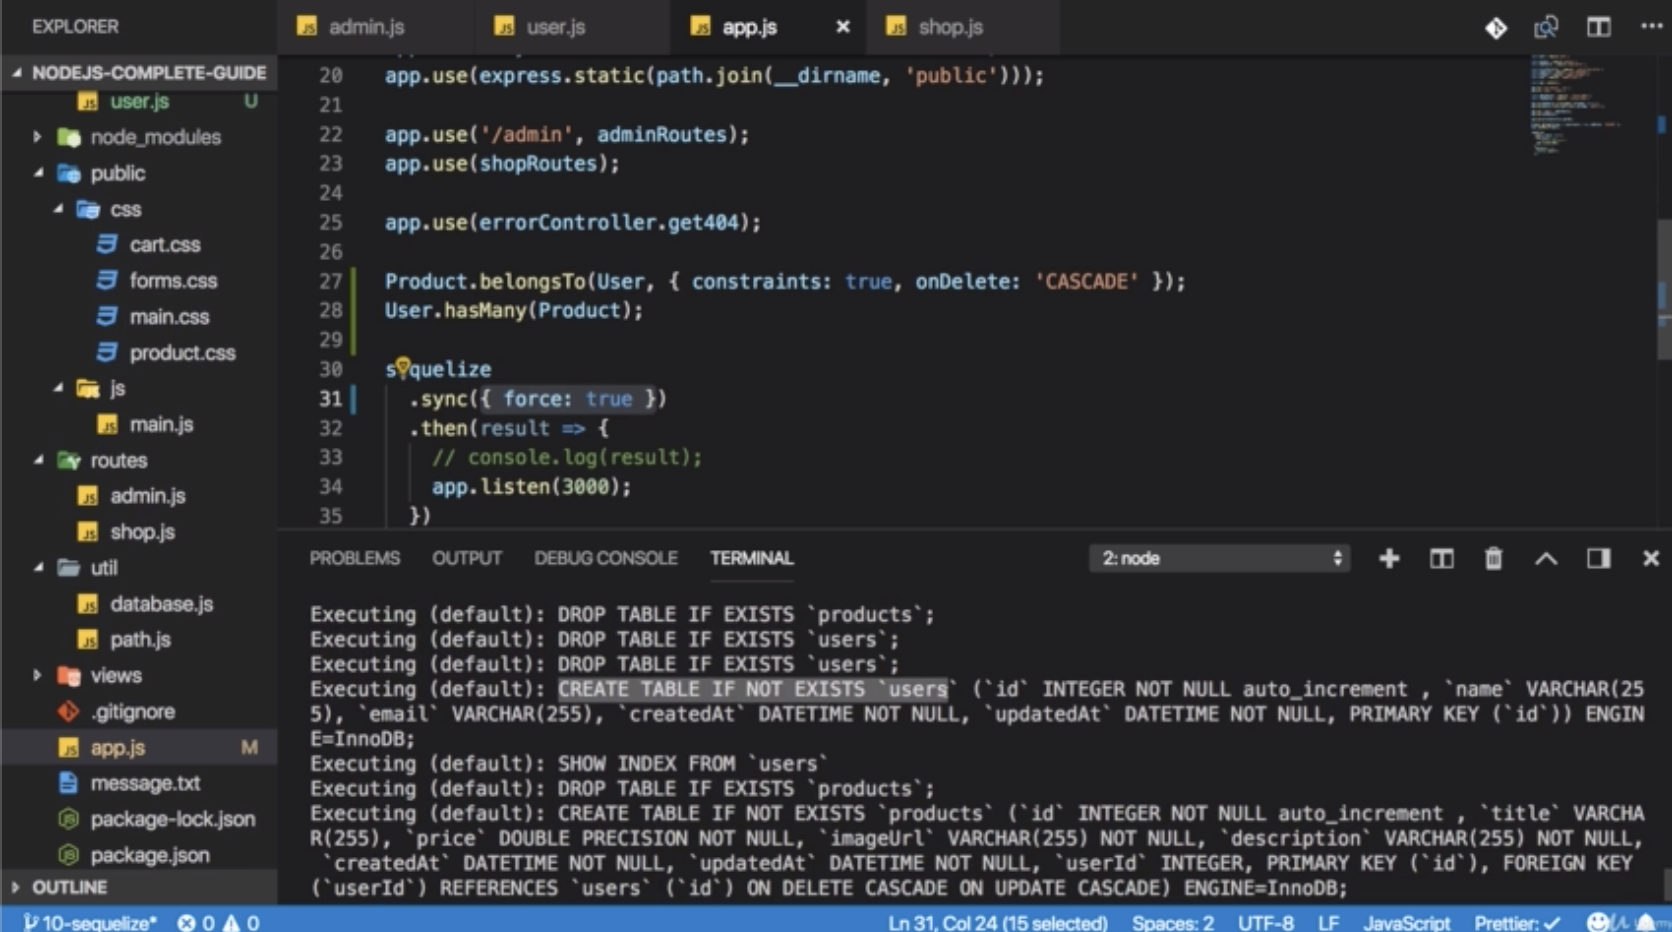 EXPLORER
NODEJS-COMPLETE-GUIDE
user.js U
node_modules
public
css
cart.css
forms.css
main.css
product.css
js
main.js
routes
admin.js
shop.js
util
database.js
path.js
views
.gitignore
app.js M
message.txt
package-lock.json
package.json
OUTLINE
admin.js user.js app.js shop.js
20 app.use(express.static(path.join(__dirname, 'public')));
21
22 app.use('/admin', adminRoutes);
23 app.use(shopRoutes);
24
25 app.use(errorController.get404);
26
27 Product.belongsTo(User, { constraints: true, onDelete: 'CASCADE' });
28 User.hasMany(Product);
29
30 sequelize
31 .sync({ force: true })
32 .then(result => {
33 // console.log(result);
34 app.listen(3000);
35 })
PROBLEMS OUTPUT DEBUG CONSOLE TERMINAL 2: node
Executing (default): DROP TABLE IF EXISTS `products`;
Executing (default): DROP TABLE IF EXISTS `users`;
Executing (default): DROP TABLE IF EXISTS `users`;
Executing (default): CREATE TABLE IF NOT EXISTS `users` (`id` INTEGER NOT NULL auto_increment , `name` VARCHAR(25
5), `email` VARCHAR(255), `createdAt` DATETIME NOT NULL, `updatedAt` DATETIME NOT NULL, PRIMARY KEY (`id`)) ENGIN
E=InnoDB;
Executing (default): SHOW INDEX FROM `users`
Executing (default): DROP TABLE IF EXISTS `products`;
Executing (default): CREATE TABLE IF NOT EXISTS `products` (`id` INTEGER NOT NULL auto_increment , `title` VARCHA
R(255), `price` DOUBLE PRECISION NOT NULL, `imageUrl` VARCHAR(255) NOT NULL, `description` VARCHAR(255) NOT NULL,
`createdAt` DATETIME NOT NULL, `updatedAt` DATETIME NOT NULL, `userId` INTEGER, PRIMARY KEY (`id`), FOREIGN KEY
(`userId`) REFERENCES `users` (`id`) ON DELETE CASCADE ON UPDATE CASCADE) ENGINE=InnoDB;
10-sequelize* 0 0 Ln 31, Col 24 (15 selected) Spaces: 2 UTF-8 LF JavaScript Prettier: ✓